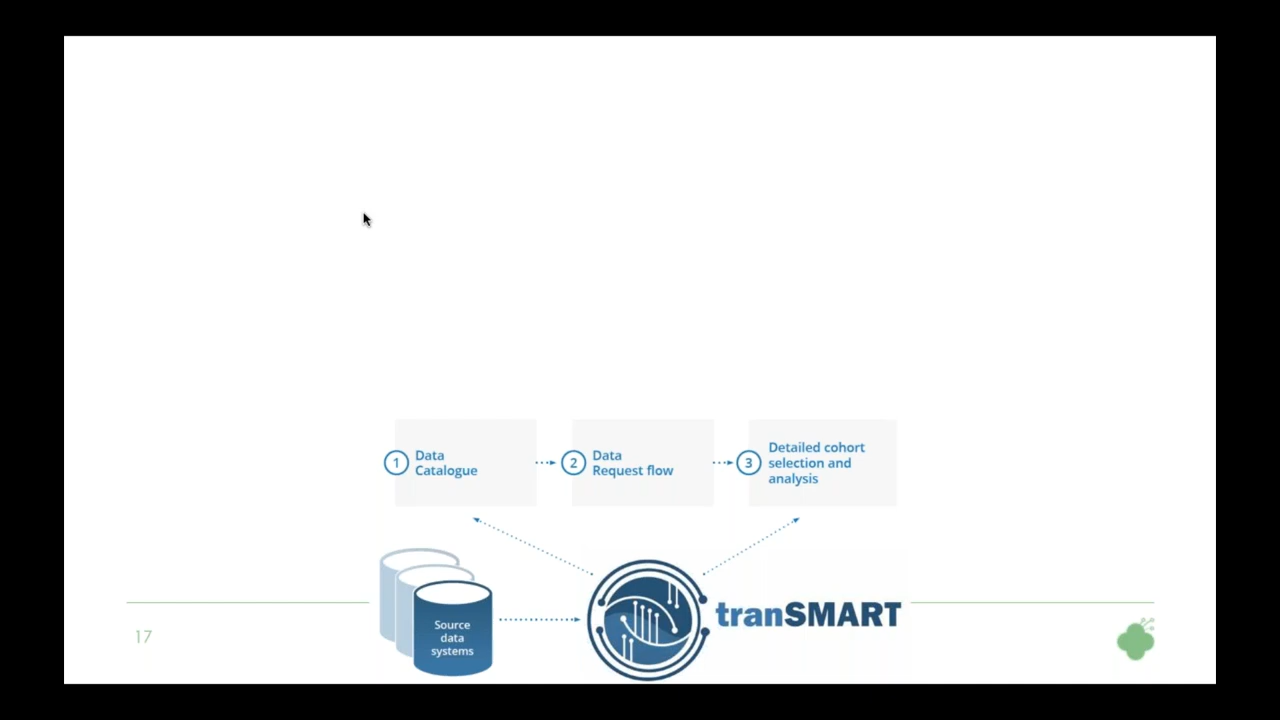 1 Data
Catalogue
2 Data
Request flow
3 Detailed cohort
selection and
analysis
Source
data
systems
tranSMART
17